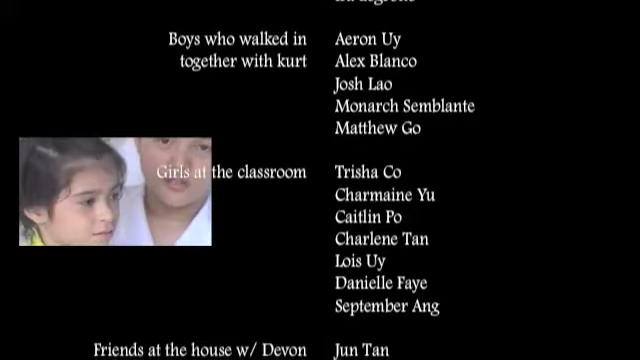 Boys who walked in Aeron Uy
together with kurt Alex Blanco
Josh Lao
Monarch Semblante
Matthew Go
Girls at the classroom Trisha Co
Charmaine Yu
Caitlin Po
Charlene Tan
Lois Uy
Danielle Faye
September Ang
Friends at the house w/ Devon Jun Tan